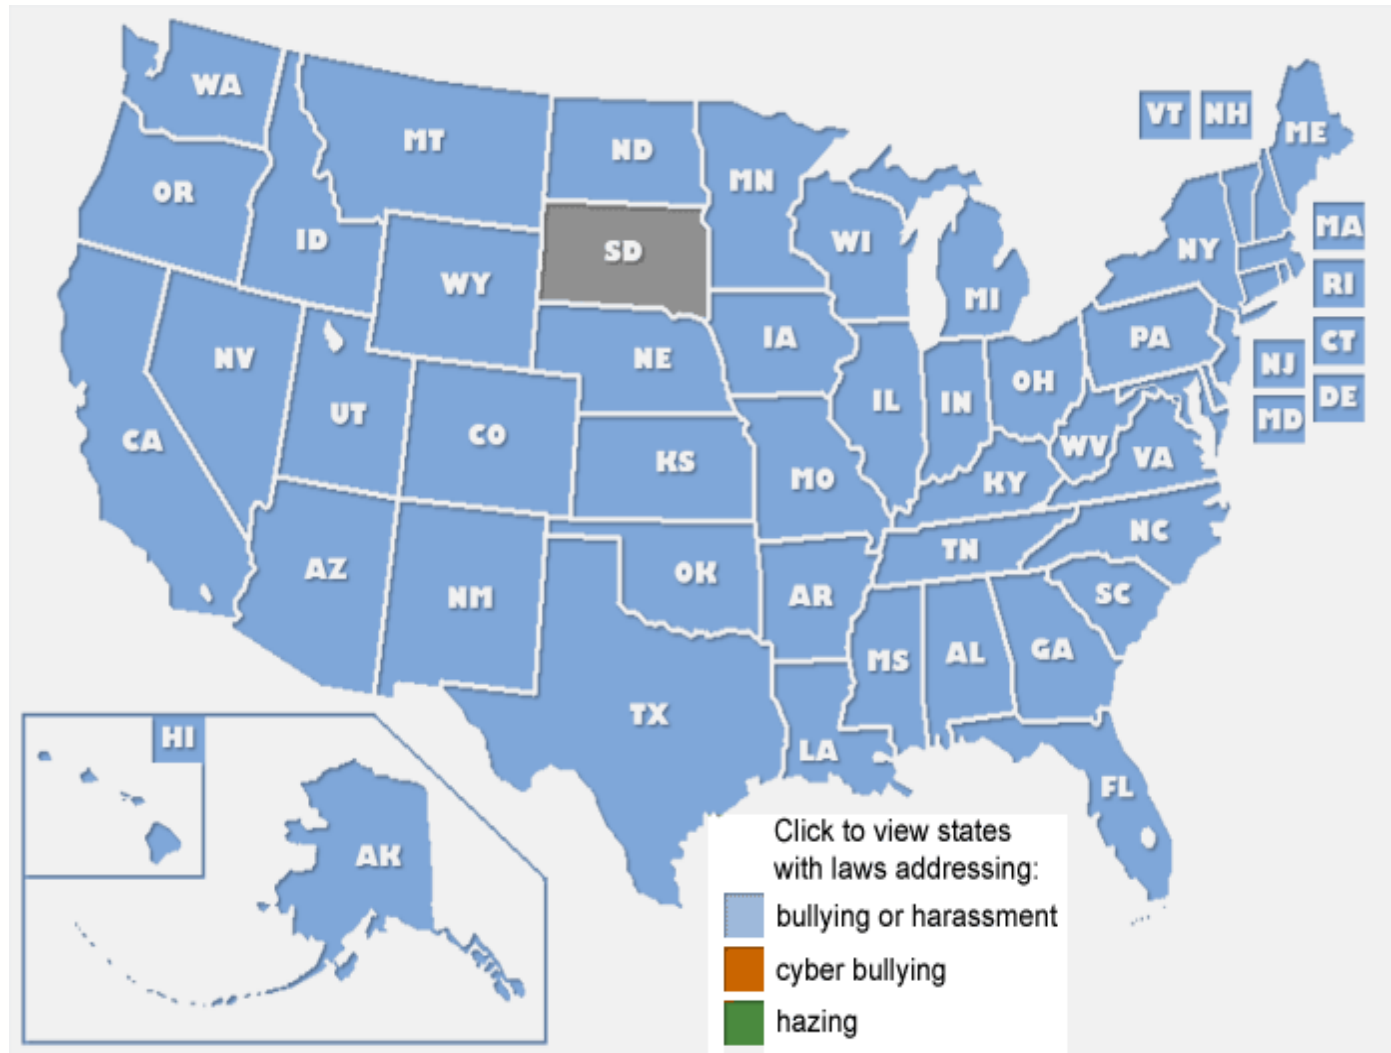 WA
MT
ND
MN
VT NH
ME
OR
ID
SD
WI
NY
MA
WY
MI
RI
IA
PA
CT
NV
NE
NJ
OH
DE
UT
CO
IL
IN
MD
CA
KS
MO
KY
WV
VA
NC
TN
AZ
NM
OK
AR
SC
MS
AL
GA
TX
LA
HI
FL
AK
Click to view states
with laws addressing:
bullying or harassment
cyber bullying
hazing